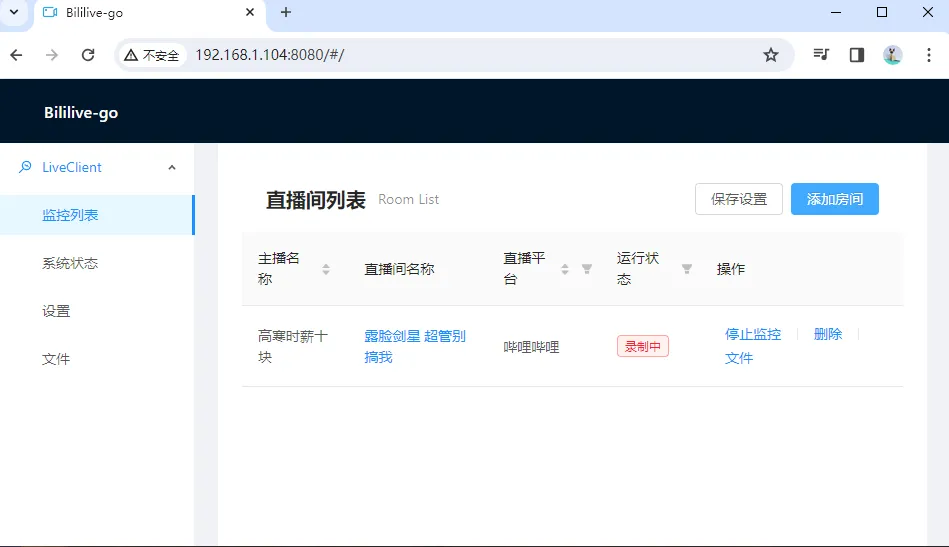 Bililive-go
不安全 192.168.1.104:8080/#/
Bililive-go
LiveClient
监控列表
系统状态
设置
文件
直播间列表 Room List 保存设置 添加房间
主播名称 直播间名称 直播平台 运行状态 操作
高寒时薪十块 露脸剑星 超管别搞我 哔哩哔哩 录制中 停止监控 删除 文件